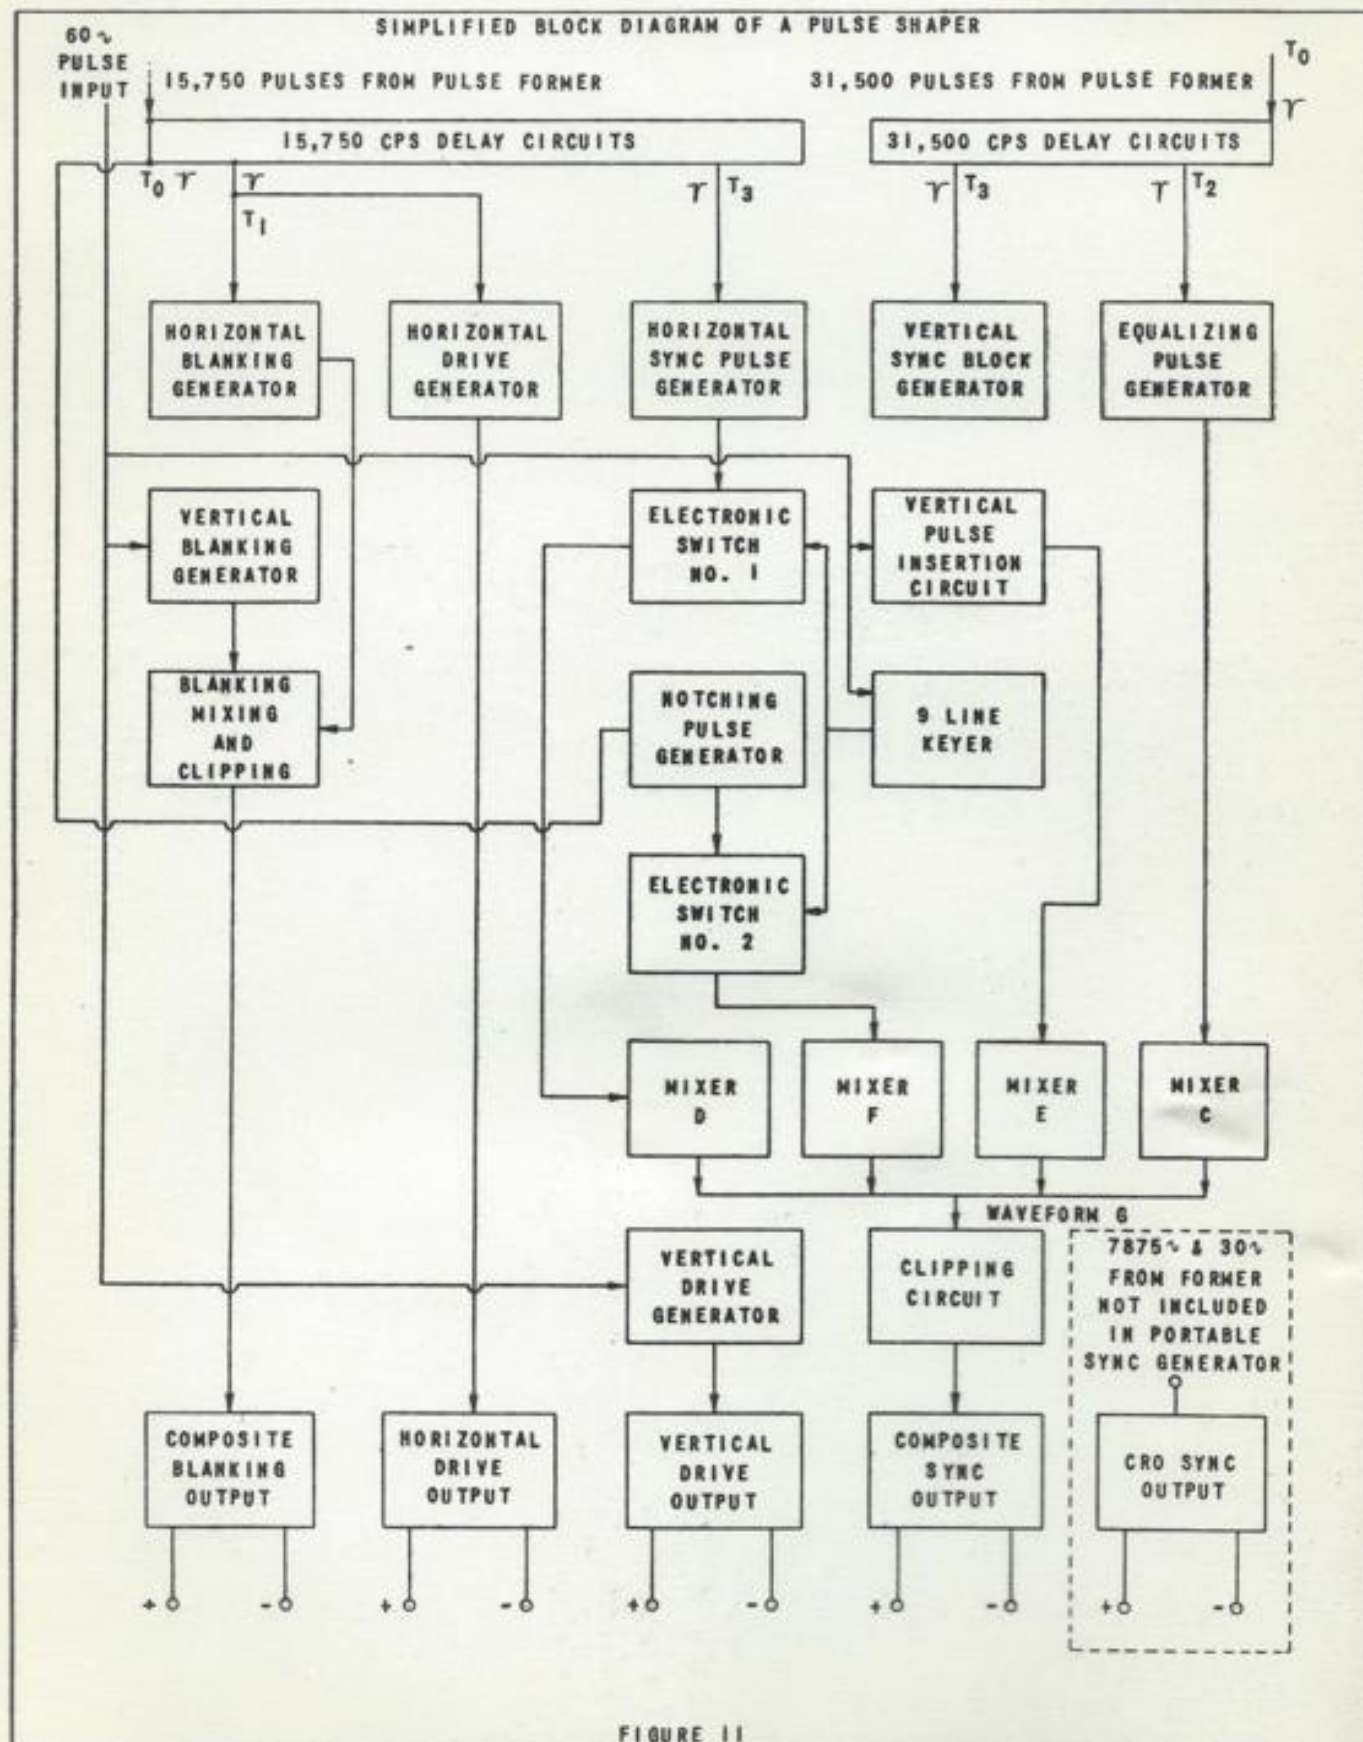 SIMPLIFIED BLOCK DIAGRAM OF A PULSE SHAPER
60~
PULSE
INPUT
15,750 PULSES FROM PULSE FORMER
31,500 PULSES FROM PULSE FORMER
T0
γ
15,750 CPS DELAY CIRCUITS
31,500 CPS DELAY CIRCUITS
T0 γ
γ
T1
γ T3
γ T3
γ T2
HORIZONTAL
BLANKING
GENERATOR
HORIZONTAL
DRIVE
GENERATOR
HORIZONTAL
SYNC PULSE
GENERATOR
VERTICAL
SYNC BLOCK
GENERATOR
EQUALIZING
PULSE
GENERATOR
VERTICAL
BLANKING
GENERATOR
ELECTRONIC
SWITCH
NO. 1
VERTICAL
PULSE
INSERTION
CIRCUIT
BLANKING
MIXING
AND
CLIPPING
NOTCHING
PULSE
GENERATOR
9 LINE
KEYER
ELECTRONIC
SWITCH
NO. 2
MIXER
D
MIXER
F
MIXER
E
MIXER
C
WAVEFORM G
VERTICAL
DRIVE
GENERATOR
CLIPPING
CIRCUIT
7875~ & 30~
FROM FORMER
NOT INCLUDED
IN PORTABLE
SYNC GENERATOR
COMPOSITE
BLANKING
OUTPUT
HORIZONTAL
DRIVE
OUTPUT
VERTICAL
DRIVE
OUTPUT
COMPOSITE
SYNC
OUTPUT
CRO SYNC
OUTPUT
+ -
+ -
+ -
+ -
+ -
FIGURE 11